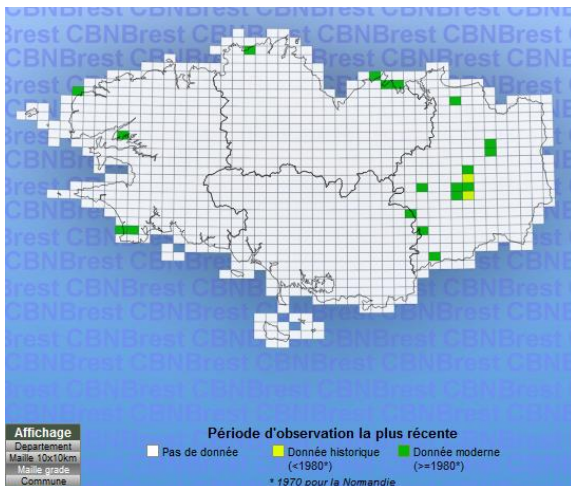 CBNBrest CBNBrest CBNBrest
Affichage
Departement
Maille 10x10km
Maille grade
Commune
Période d'observation la plus récente
Pas de donnée
Donnée historique
(<1980*)
Donnée moderne
(>=1980*)
* 1970 pour la Normandie